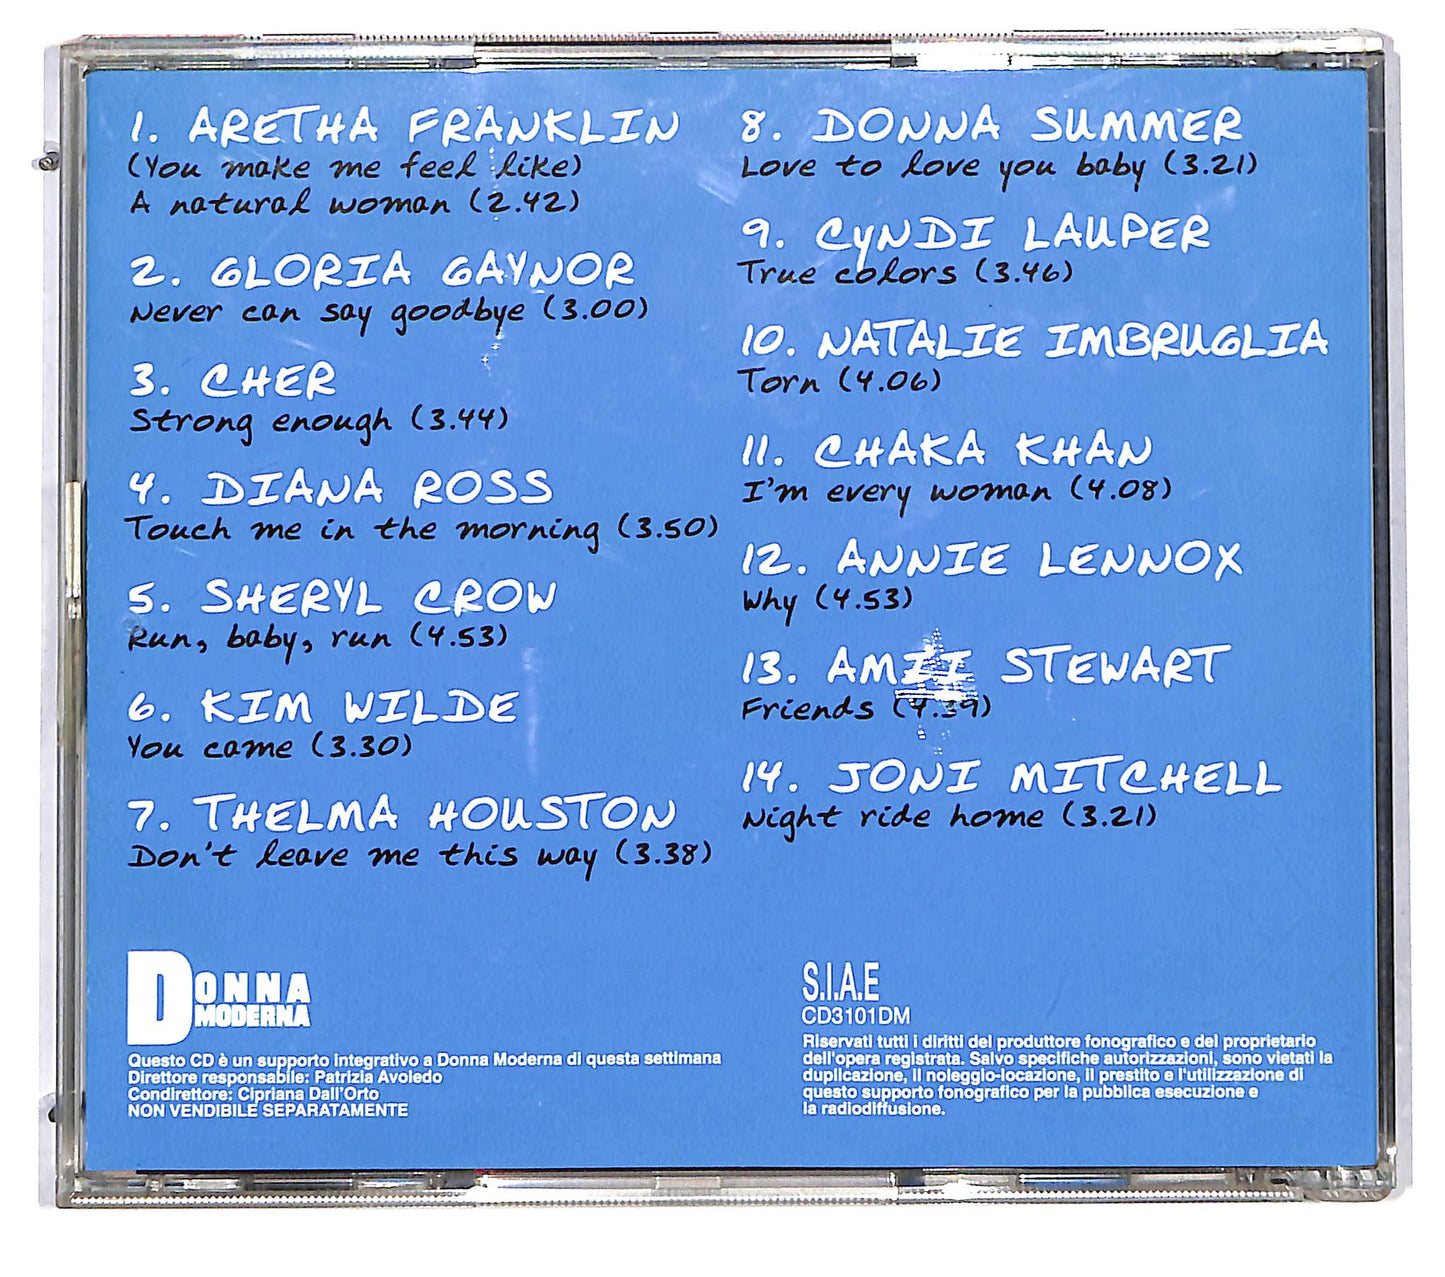 1. ARETHA FRANKLIN
(You make me feel like)
A natural woman (2.42)
2. GLORIA GAYNOR
Never can say goodbye (3.00)
3. CHER
Strong enough (3.44)
4. DIANA ROSS
Touch me in the morning (3.50)
5. SHERYL CROW
Run, baby, run (4.53)
6. KIM WILDE
You came (3.30)
7. THELMA HOUSTON
Don't leave me this way (3.38)
8. DONNA SUMMER
Love to love you baby (3.21)
9. CYNDI LAUPER
True colors (3.46)
10. NATALIE IMBRUGLIA
Torn (4.06)
11. CHAKA KHAN
I'm every woman (4.08)
12. ANNIE LENNOX
Why (4.53)
13. AMII STEWART
Friends (4.39)
14. JONI MITCHELL
Night ride home (3.21)
DONNA
MODERNA
Questo CD è un supporto integrativo a Donna Moderna di questa settimana
Direttore responsabile: Patrizia Avoledo
Condirettore: Cipriana Dall'Orto
NON VENDIBILE SEPARATAMENTE
S.I.A.E
CD3101DM
Riservati tutti i diritti del produttore fonografico e del proprietario
dell'opera registrata. Salvo specifiche autorizzazioni, sono vietati la
duplicazione, il noleggio-locazione, il prestito e l'utilizzazione di
questo supporto fonografico per la pubblica esecuzione e
la radiodiffusione.